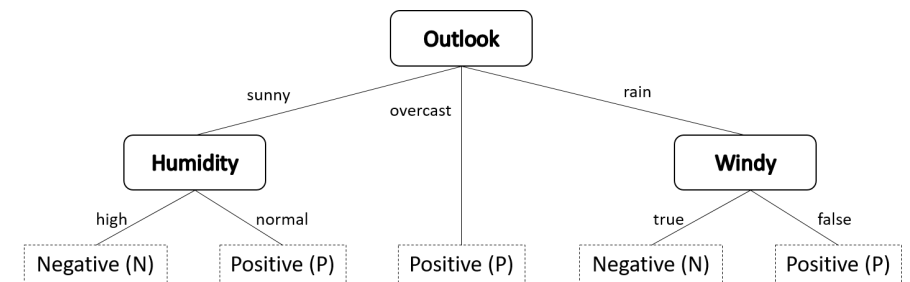 Outlook
sunny
overcast
rain
Humidity
Windy
high
normal
true
false
Negative (N)
Positive (P)
Positive (P)
Negative (N)
Positive (P)